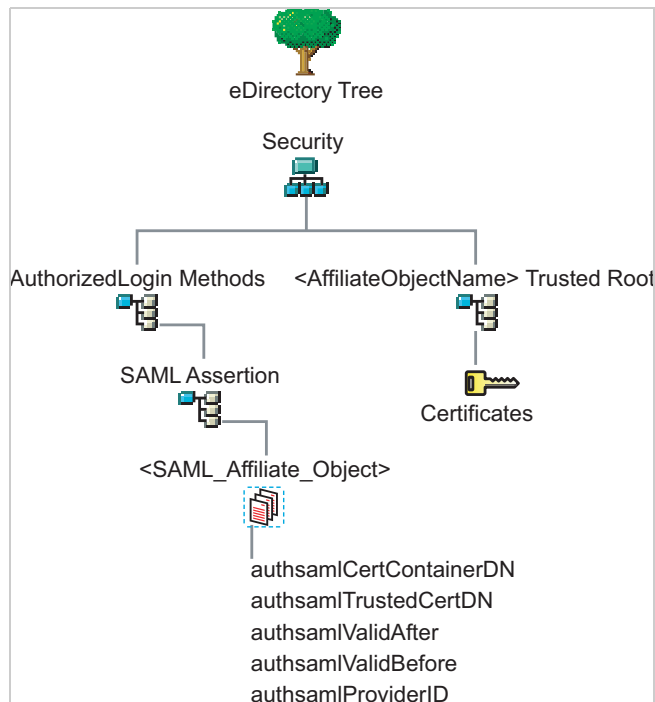 eDirectory Tree
Security
AuthorizedLogin Methods
<AffiliateObjectName> Trusted Root
SAML Assertion
Certificates
<SAML_Affiliate_Object>
authsamlCertContainerDN
authsamlTrustedCertDN
authsamlValidAfter
authsamlValidBefore
authsamlProviderID